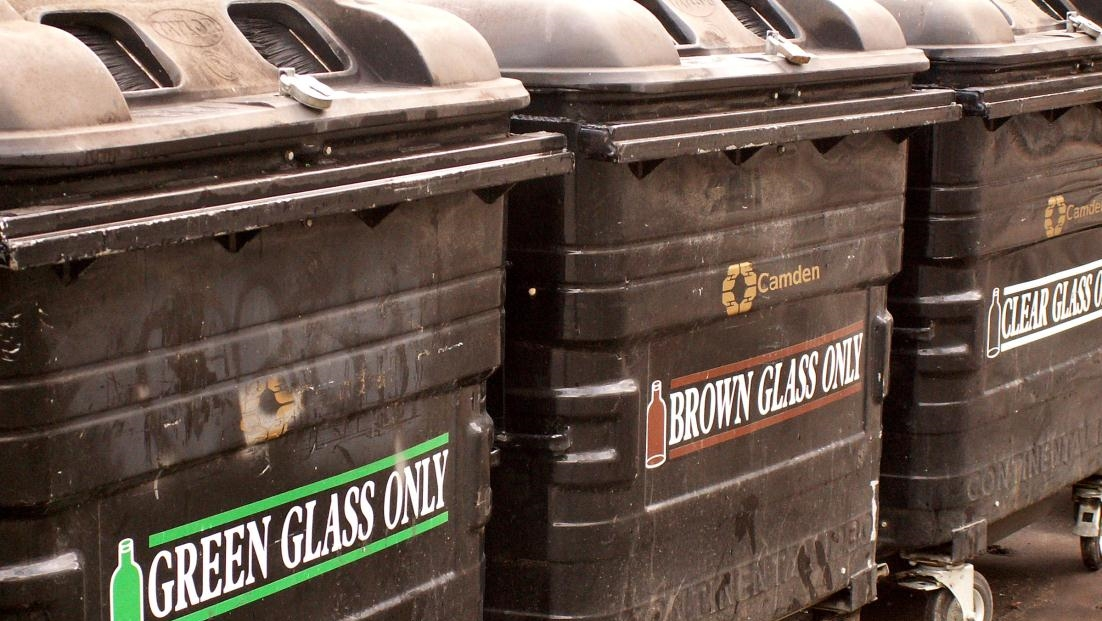 GREEN GLASS ONLY
Camden
BROWN GLASS ONLY
Camden
CLEAR GLASS O
CONTINENTAL